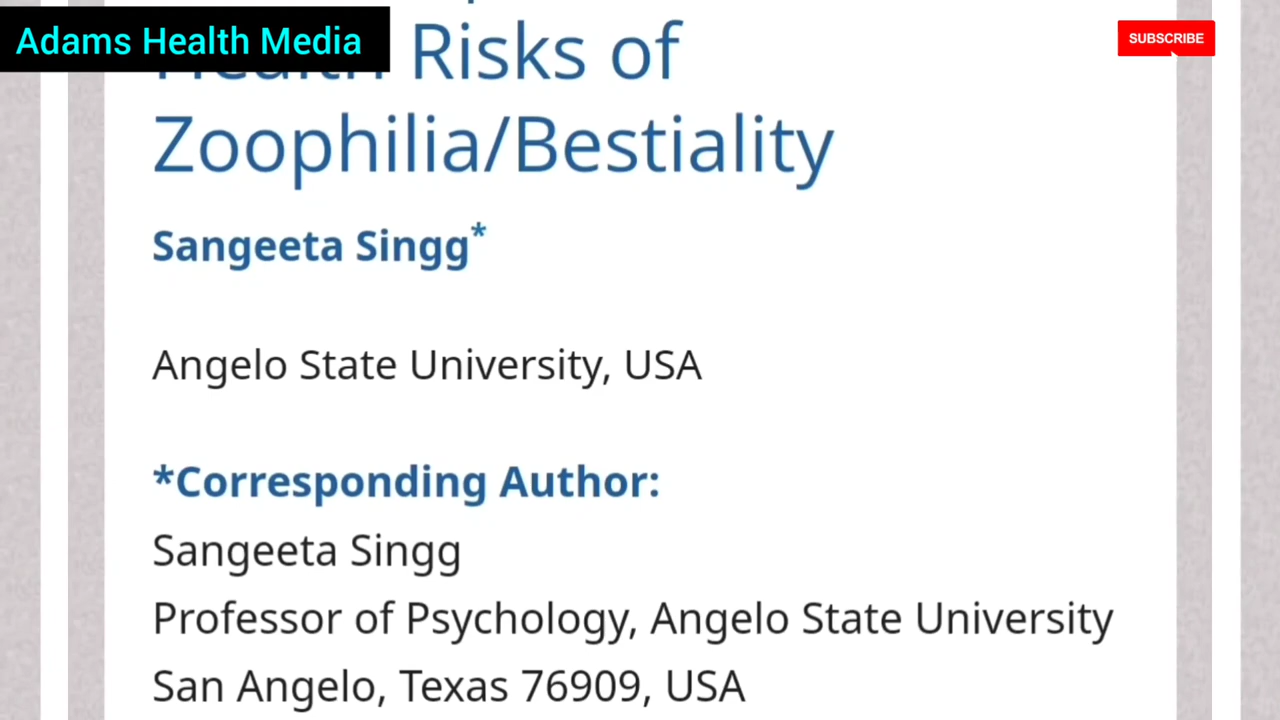 Adams Health Media
SUBSCRIBE
Health Risks of
Zoophilia/Bestiality
Sangeeta Singg*
Angelo State University, USA
*Corresponding Author:
Sangeeta Singg
Professor of Psychology, Angelo State University
San Angelo, Texas 76909, USA